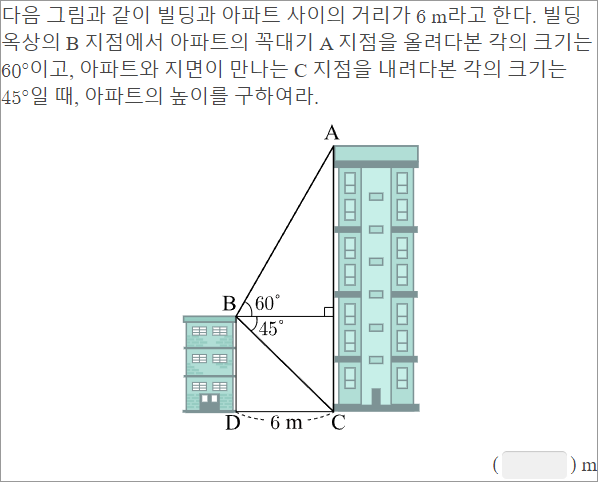 다음 그림과 같이 빌딩과 아파트 사이의 거리가 6 m라고 한다. 빌딩
옥상의 B 지점에서 아파트의 꼭대기 A 지점을 올려다본 각의 크기는
60°이고, 아파트와 지면이 만나는 C 지점을 내려다본 각의 크기는
45°일 때, 아파트의 높이를 구하여라.
A
B 60°
45°
D 6 m C
( ) m